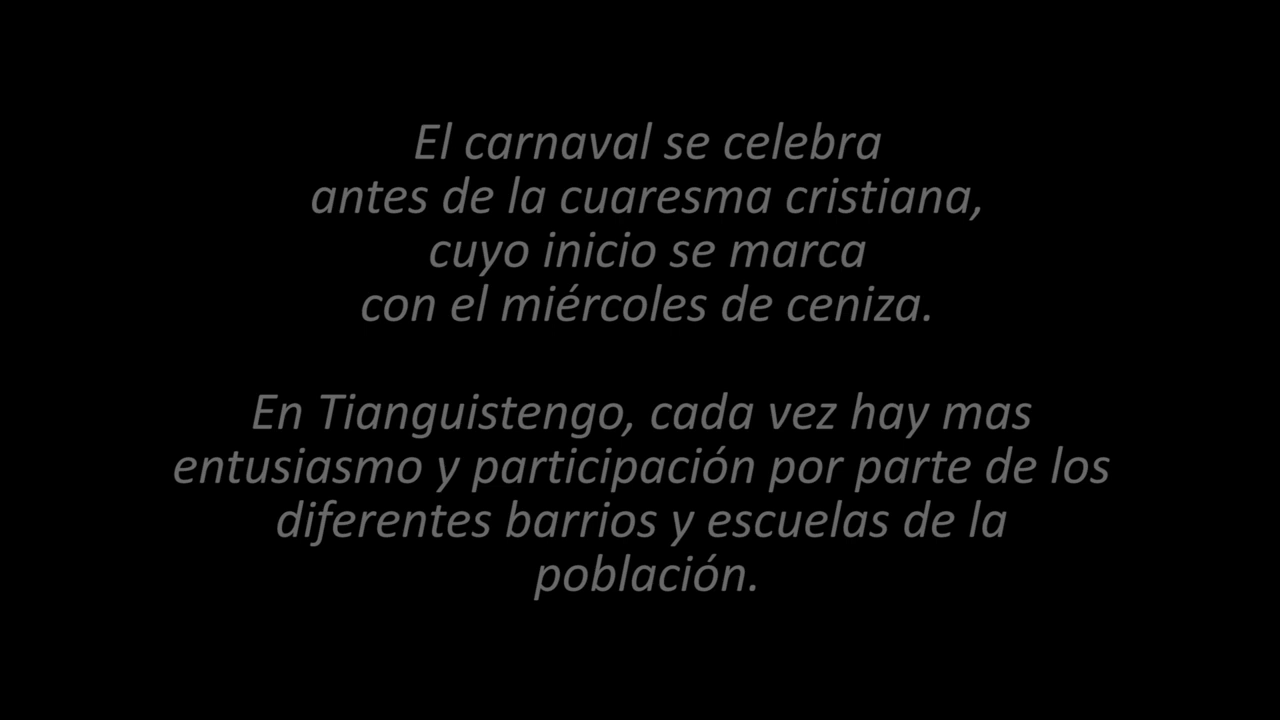 El carnaval se celebra
antes de la cuaresma cristiana,
cuyo inicio se marca
con el miércoles de ceniza.
En Tianguistengo, cada vez hay mas
entusiasmo y participación por parte de los
diferentes barrios y escuelas de la
población.